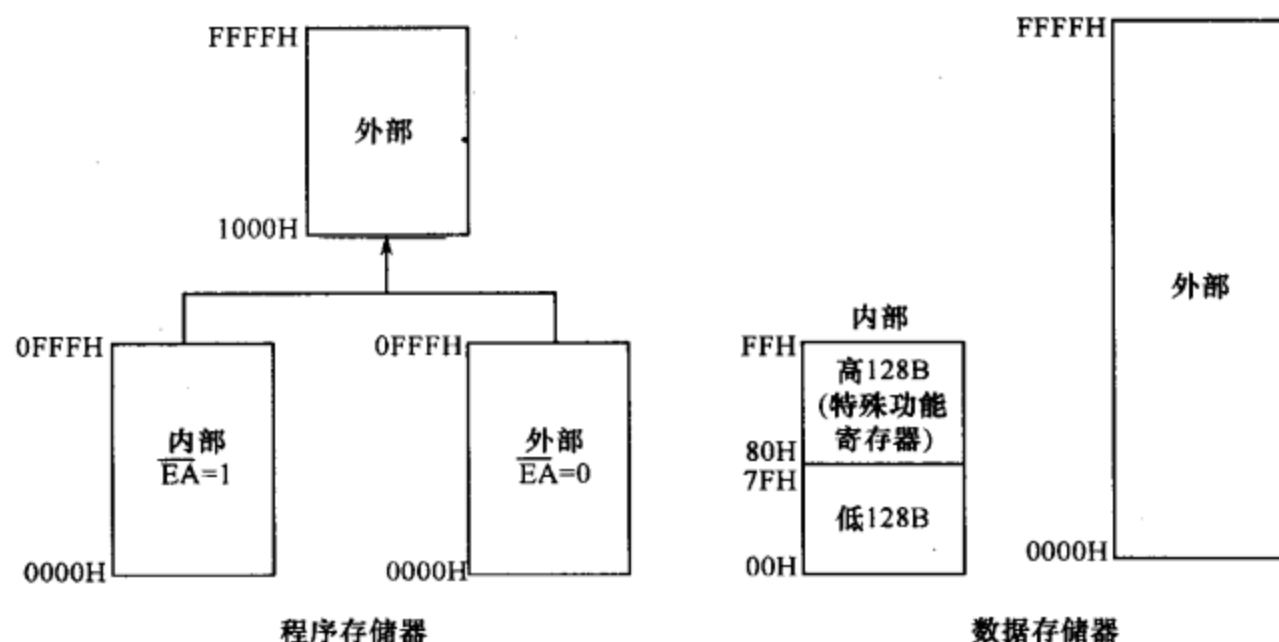 FFFFH
外部
1000H
0FFFH
内部
E̅A̅=1
0000H
0FFFH
外部
E̅A̅=0
0000H
程序存储器
FFFFH
外部
0000H
内部
FFH
高128B
(特殊功能
寄存器)
80H
7FH
低128B
00H
数据存储器